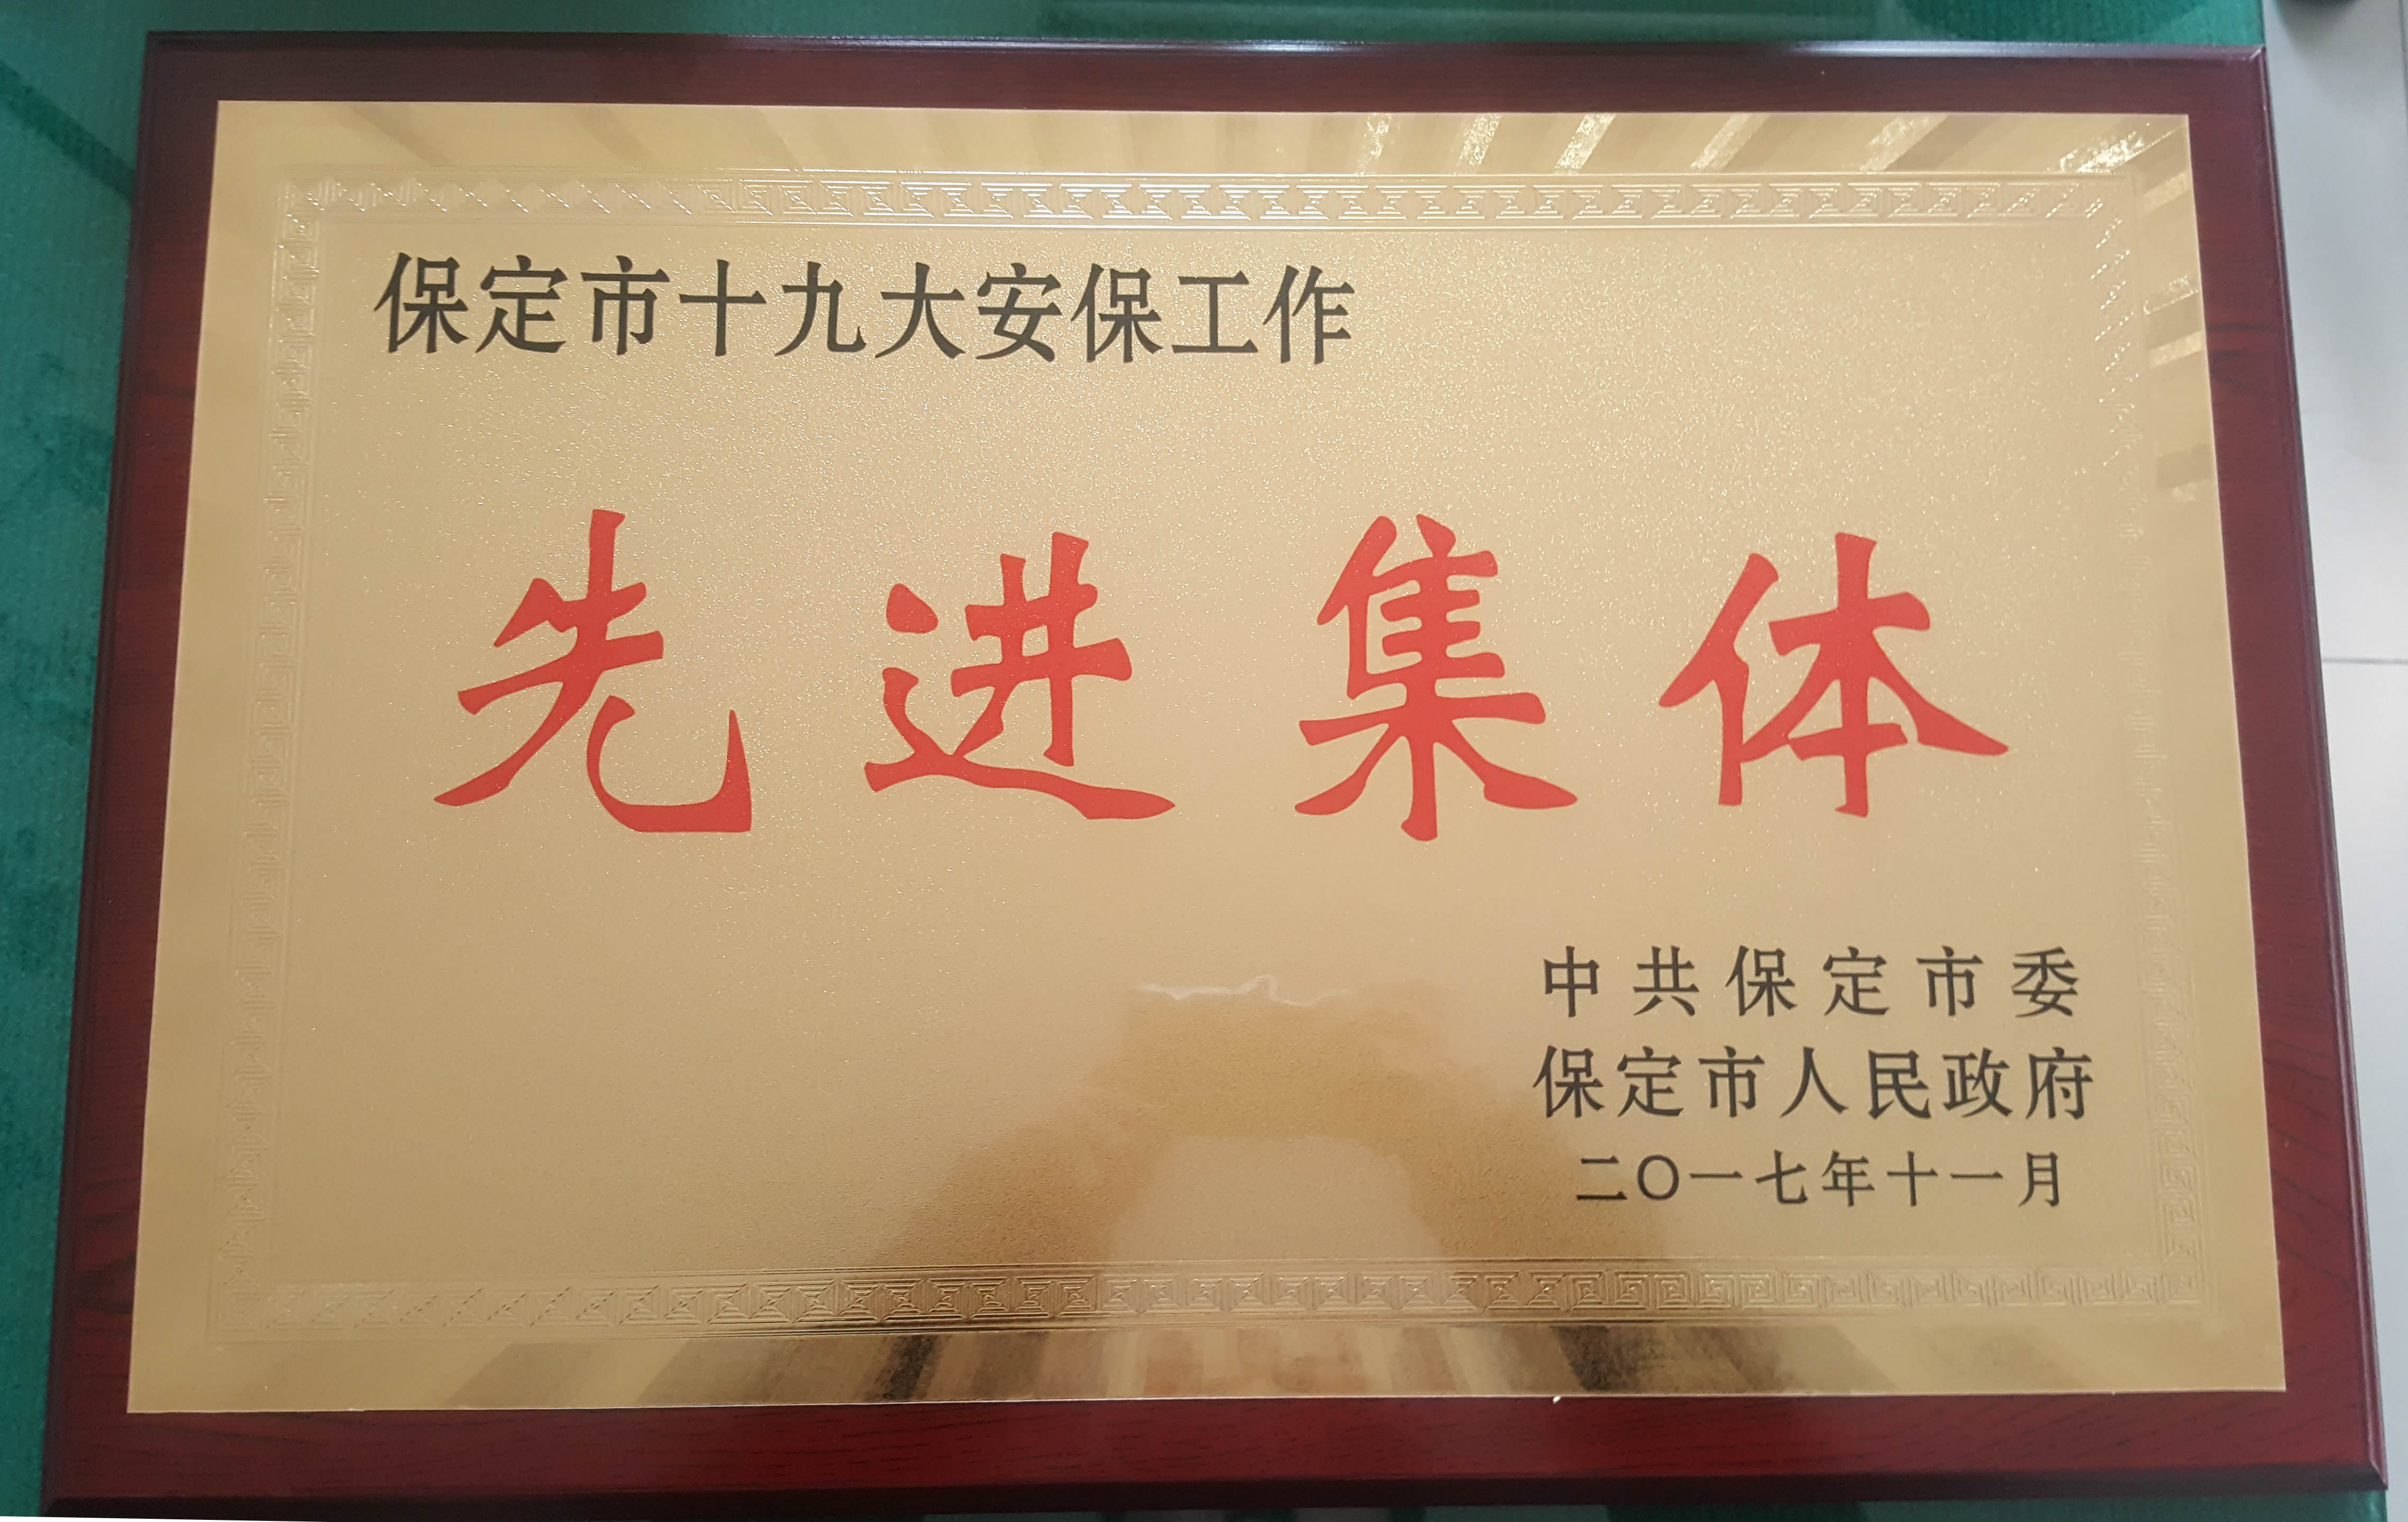 保定市十九大安保工作
先进集体
中共保定市委
保定市人民政府
二〇一七年十一月